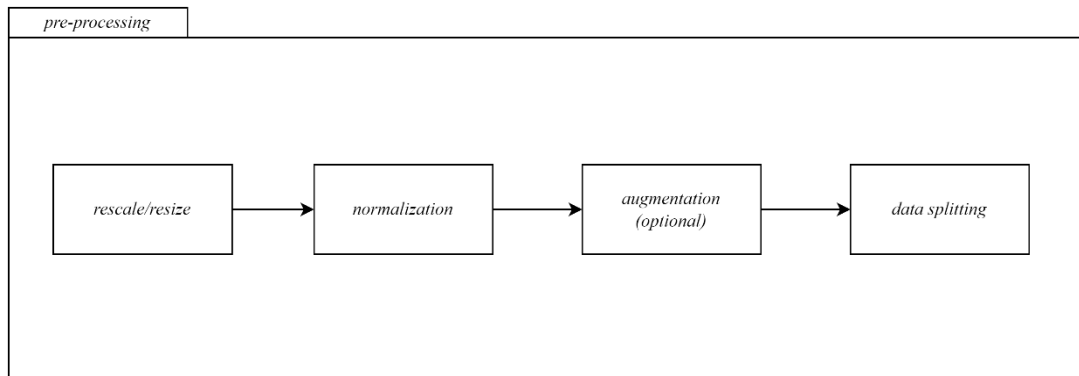 pre-processing
rescale/resize
normalization
augmentation
(optional)
data splitting